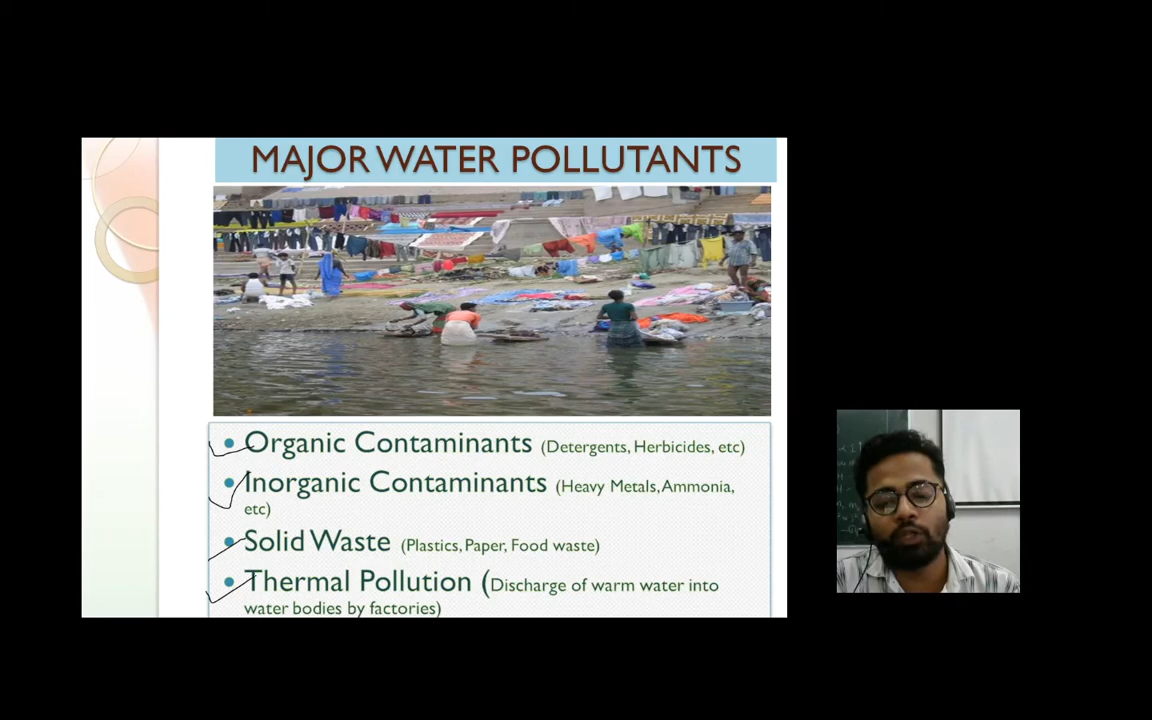 MAJOR WATER POLLUTANTS
• Organic Contaminants (Detergents, Herbicides, etc)
• Inorganic Contaminants (Heavy Metals, Ammonia,
etc)
• Solid Waste (Plastics, Paper, Food waste)
• Thermal Pollution (Discharge of warm water into
water bodies by factories)